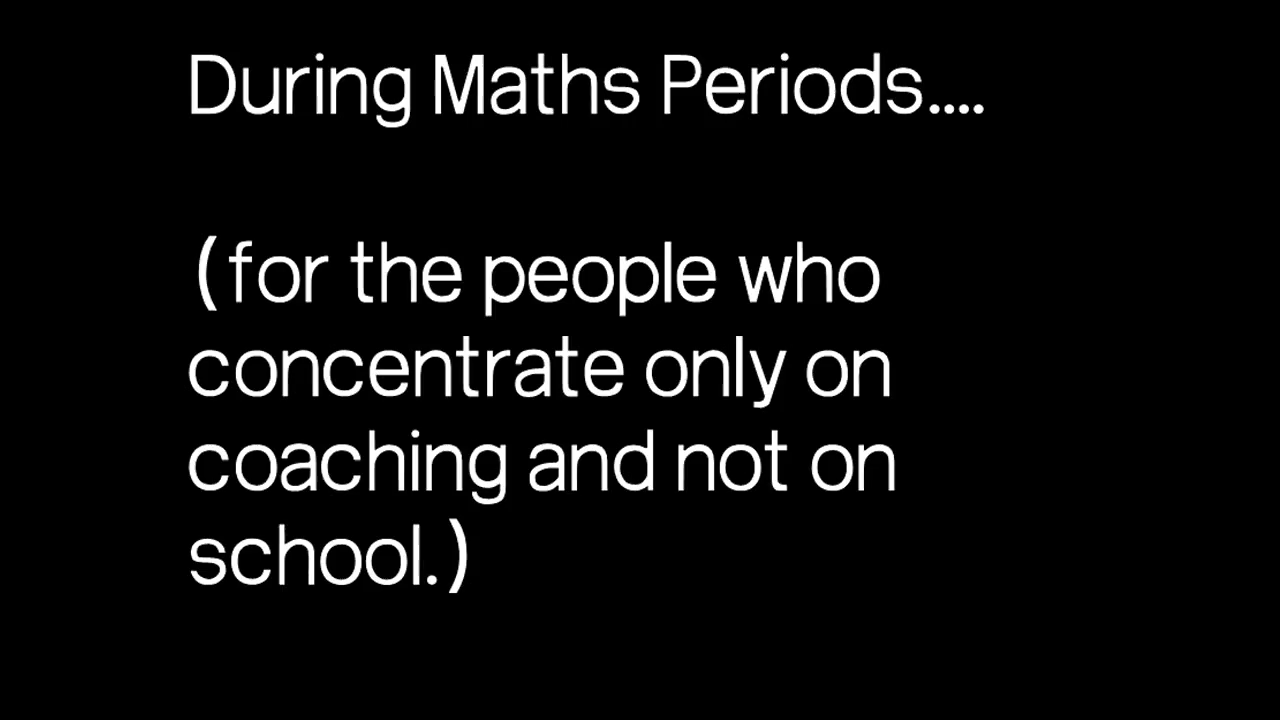 During Maths Periods....
(for the people who
concentrate only on
coaching and not on
school.)